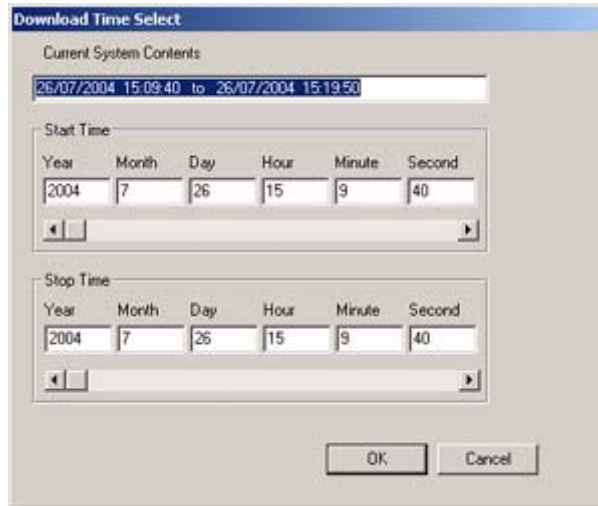 Download Time Select
Current System Contents
26/07/2004 15:09:40 to 26/07/2004 15:19:50
Start Time
Year Month Day Hour Minute Second
2004 7 26 15 9 40
Stop Time
Year Month Day Hour Minute Second
2004 7 26 15 9 40
OK Cancel